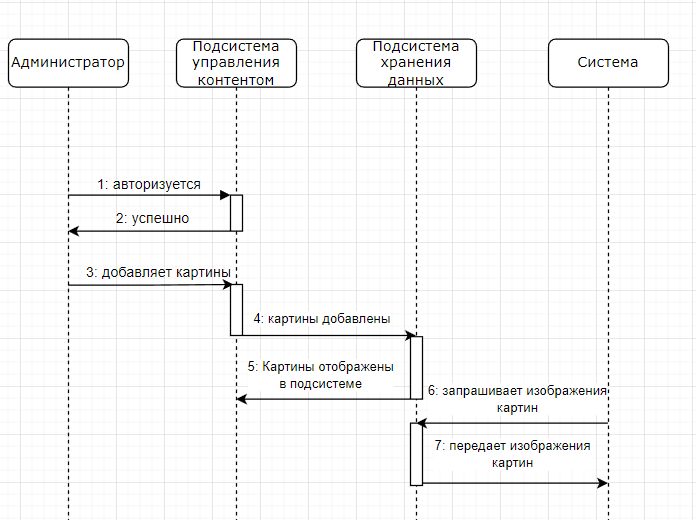 Администратор
Подсистема
управления
контентом
Подсистема
хранения
данных
Система
1: авторизуется
2: успешно
3: добавляет картины
4: картины добавлены
5: Картины отображены
в подсистеме
6: запрашивает изображения
картин
7: передает изображения
картин